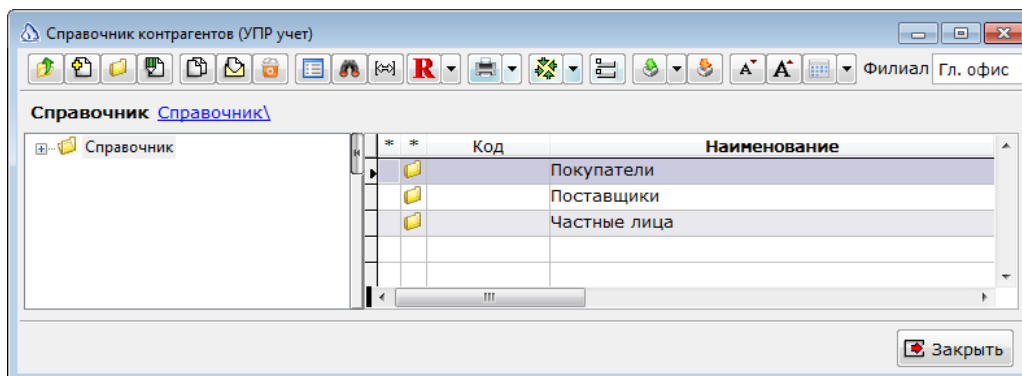 Справочник контрагентов (УПР учет)
R A A Филиал Гл. офис
Справочник Справочник\
Справочник
* * Код Наименование
Покупатели
Поставщики
Частные лица
Закрыть